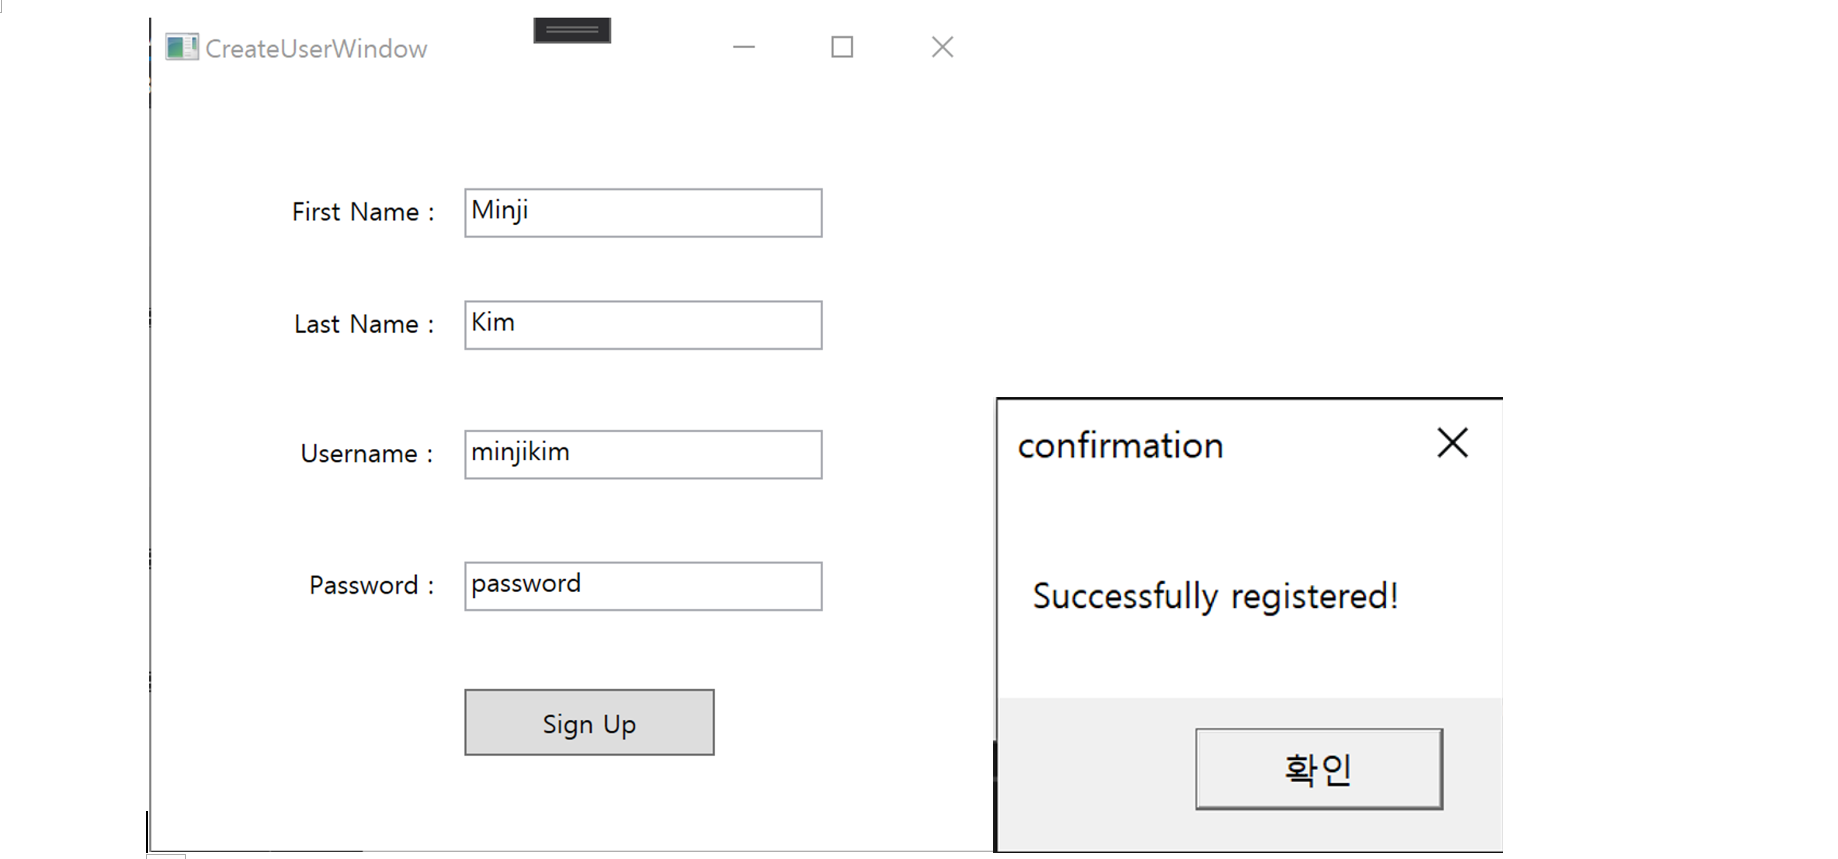 CreateUserWindow
First Name : Minji
Last Name : Kim
Username : minjikim
Password : password
Sign Up
confirmation
Successfully registered!
확인